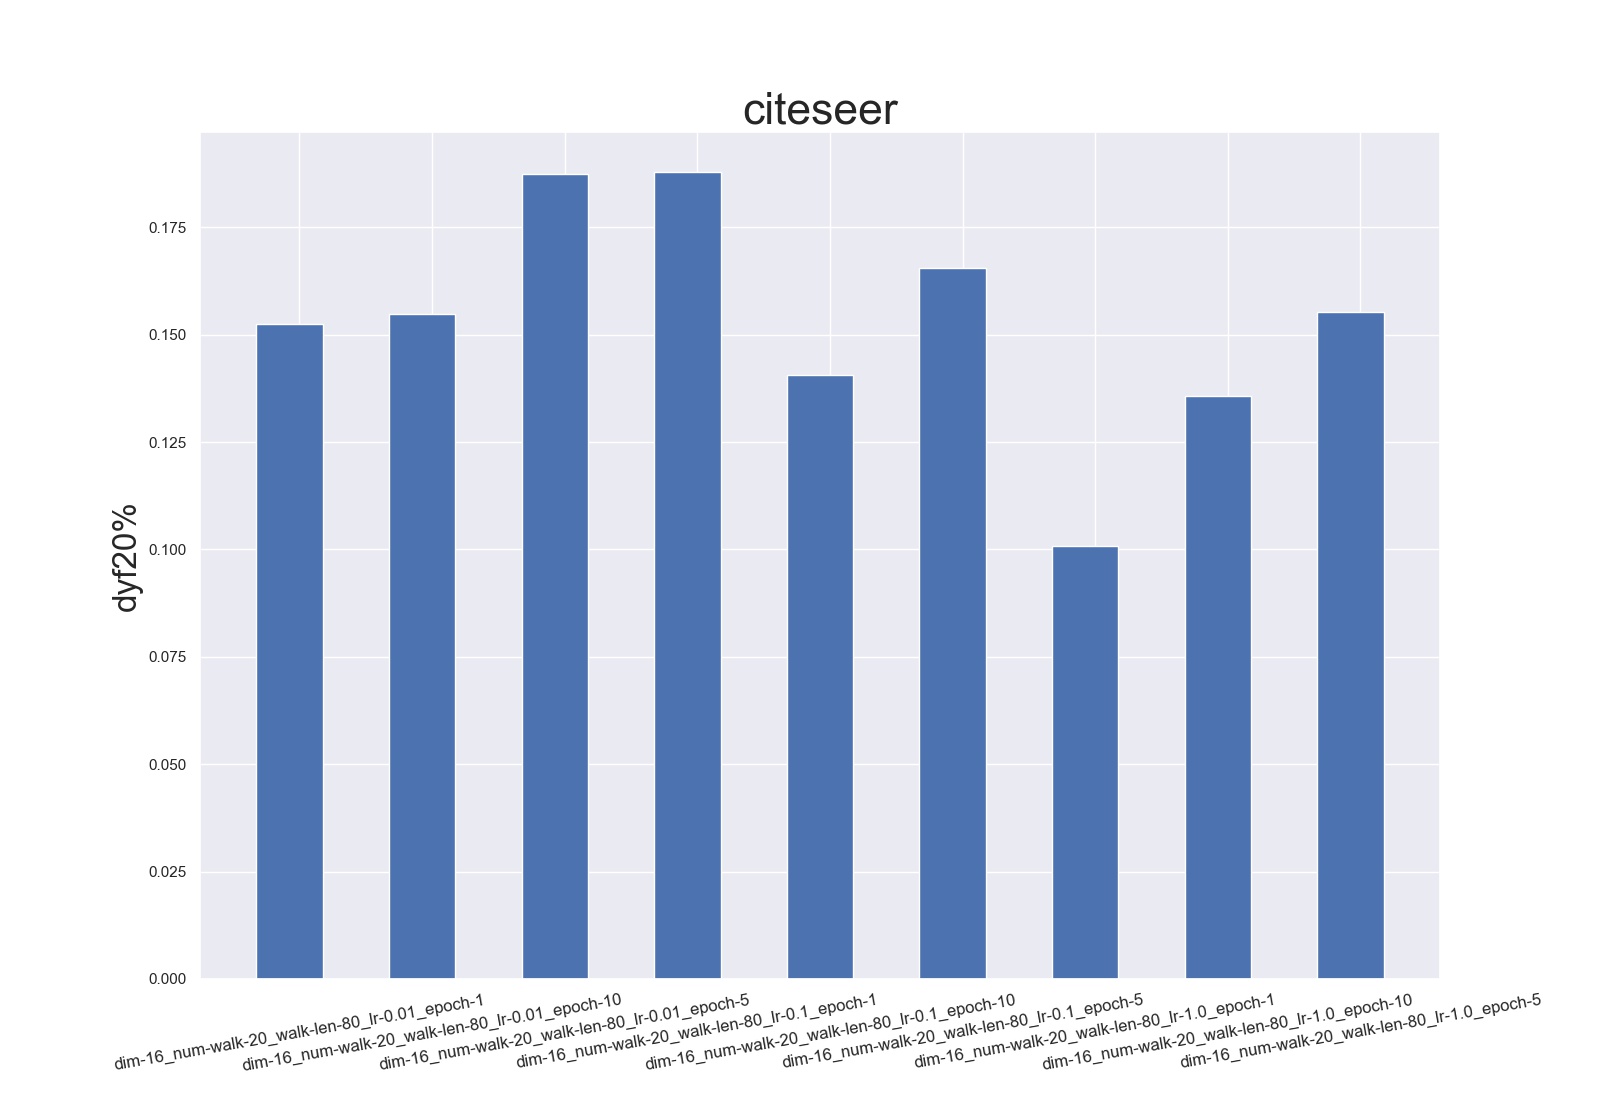 citeseer
dyf20%
0.175
0.150
0.125
0.100
0.075
0.050
0.025
0.000
dim-16_num-walk-20_walk-len-80_lr-0.01_epoch-1
dim-16_num-walk-20_walk-len-80_lr-0.01_epoch-10
dim-16_num-walk-20_walk-len-80_lr-0.01_epoch-5
dim-16_num-walk-20_walk-len-80_lr-0.1_epoch-1
dim-16_num-walk-20_walk-len-80_lr-0.1_epoch-10
dim-16_num-walk-20_walk-len-80_lr-0.1_epoch-5
dim-16_num-walk-20_walk-len-80_lr-1.0_epoch-1
dim-16_num-walk-20_walk-len-80_lr-1.0_epoch-10
dim-16_num-walk-20_walk-len-80_lr-1.0_epoch-5